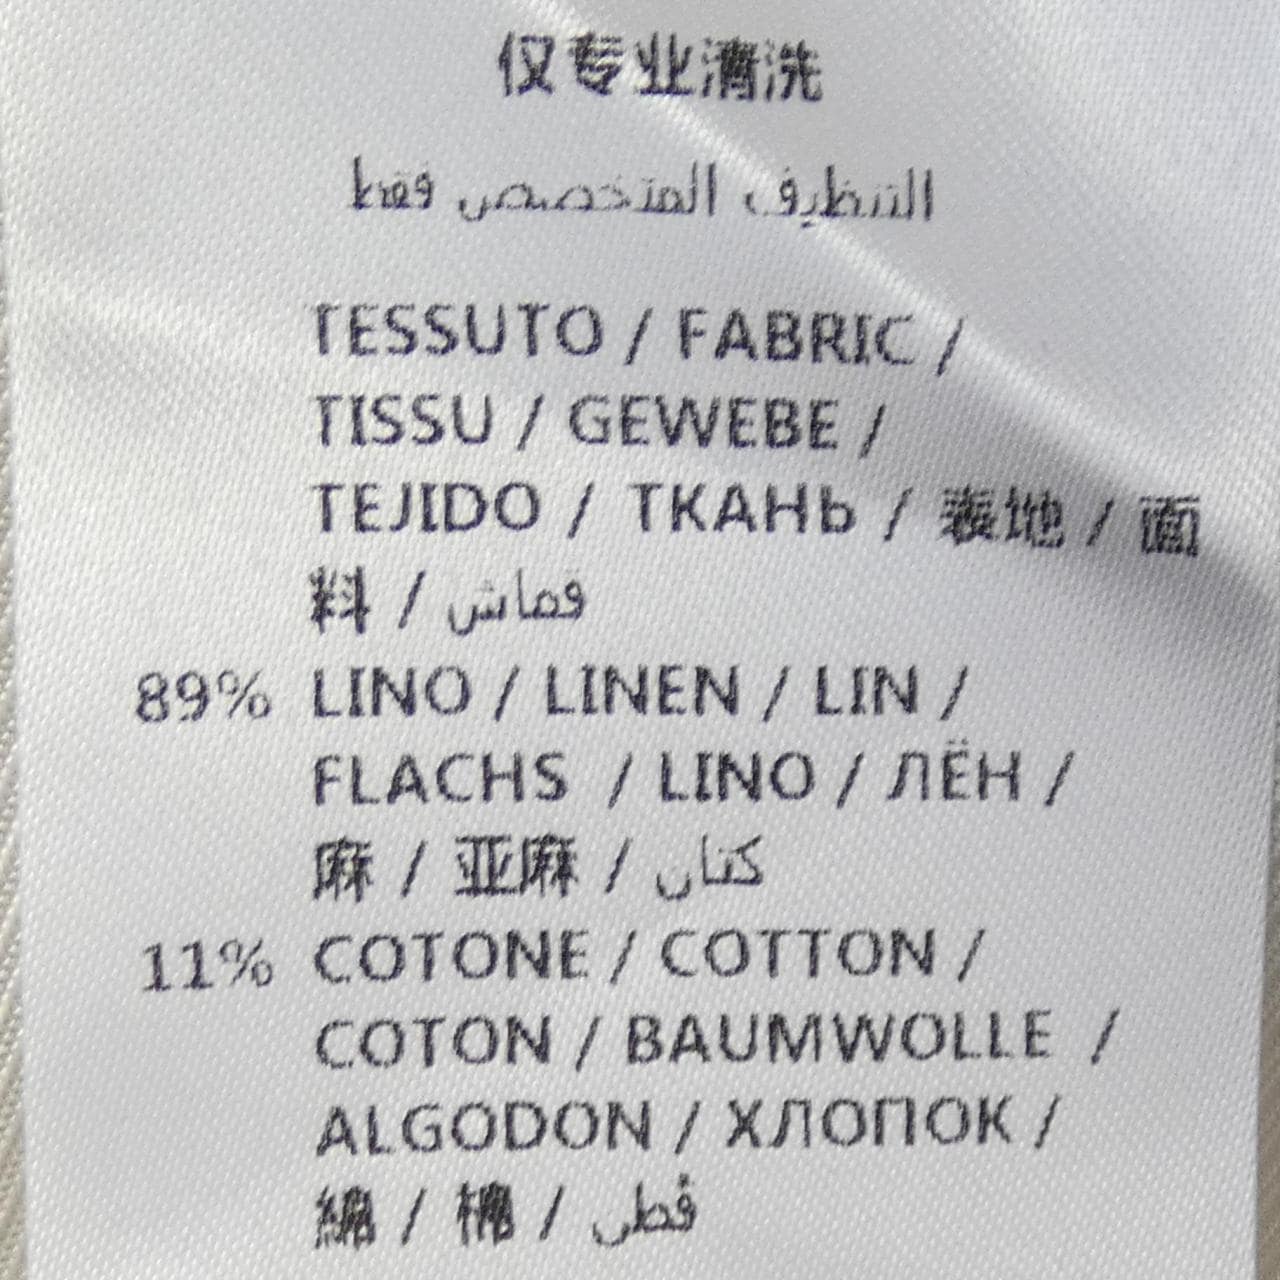 仅专业清洗
التنظيف المتخصص فقط
TESSUTO / FABRIC /
TISSU / GEWEBE /
TEJIDO / ТКАНЬ / 表地 / 面
料 / قماش
89% LINO / LINEN / LIN /
FLACHS / LINO / ЛЁН /
麻 / 亚麻 / كتان
11% COTONE / COTTON /
COTON / BAUMWOLLE /
ALGODON / ХЛОПОК /
綿 / 棉 / قطن